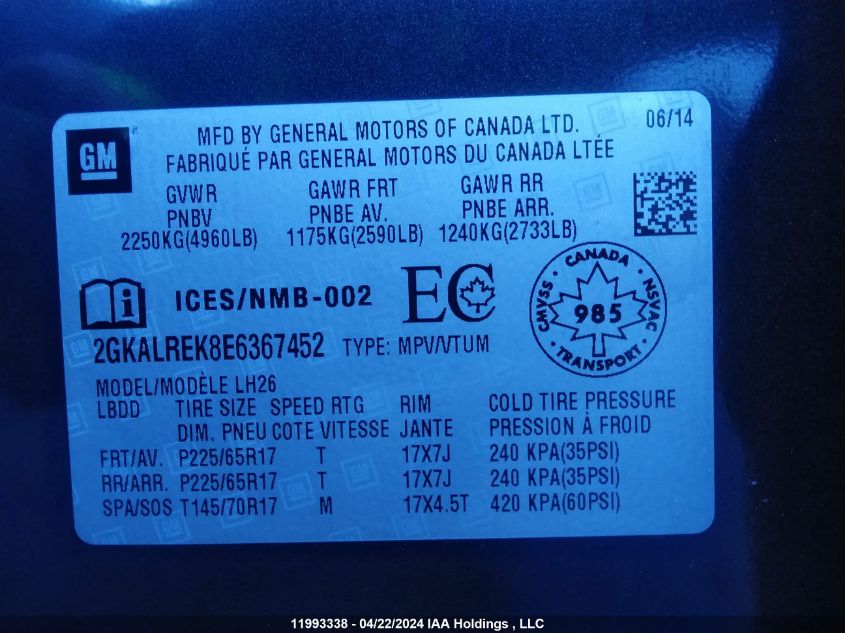 GM
MFD BY GENERAL MOTORS OF CANADA LTD. 06/14
FABRIQUÉ PAR GENERAL MOTORS DU CANADA LTÉE
GVWR GAWR FRT GAWR RR
PNBV PNBE AV. PNBE ARR.
2250KG(4960LB) 1175KG(2590LB) 1240KG(2733LB)
ICES/NMB-002 EC
CANADA
CMVSS 985 NSVAC
TRANSPORT
2GKALREK8E6367452 TYPE: MPV/VTUM
MODEL/MODÈLE LH26
LBDD TIRE SIZE SPEED RTG RIM COLD TIRE PRESSURE
DIM. PNEU COTE VITESSE JANTE PRESSION À FROID
FRT/AV. P225/65R17 T 17X7J 240 KPA(35PSI)
RR/ARR. P225/65R17 T 17X7J 240 KPA(35PSI)
SPA/SOS T145/70R17 M 17X4.5T 420 KPA(60PSI)
11993338 - 04/22/2024 IAA Holdings , LLC